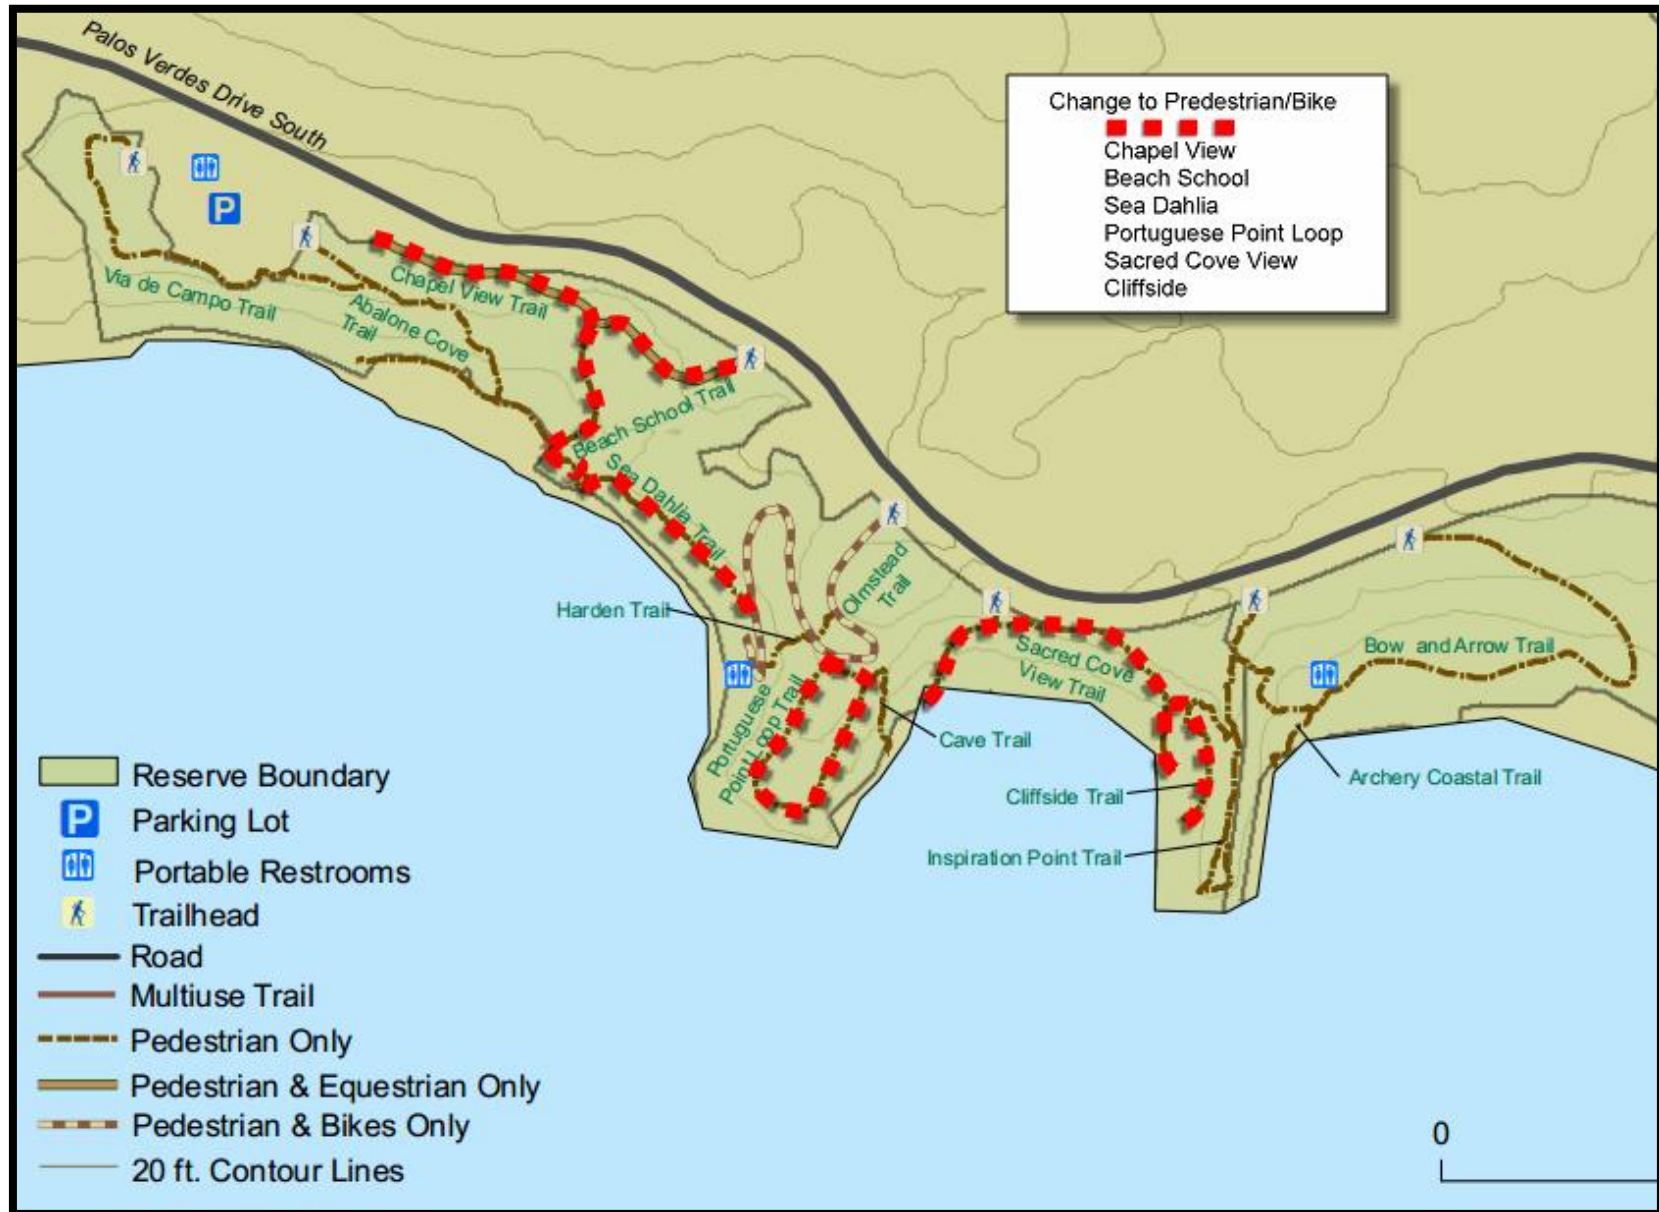 Palos Verdes Drive South
Change to Predestrian/Bike
Chapel View
Beach School
Sea Dahlia
Portuguese Point Loop
Sacred Cove View
Cliffside
P
Via de Campo Trail
Abalone Cove
Trail
Chapel View Trail
Beach School Trail
Sea Dahlia Trail
Harden Trail
Olmstead
Trail
Portuguese
Point Loop Trail
Sacred Cove
View Trail
Cave Trail
Cliffside Trail
Inspiration Point Trail
Bow and Arrow Trail
Archery Coastal Trail
Reserve Boundary
P Parking Lot
Portable Restrooms
Trailhead
Road
Multiuse Trail
Pedestrian Only
Pedestrian & Equestrian Only
Pedestrian & Bikes Only
20 ft. Contour Lines
0